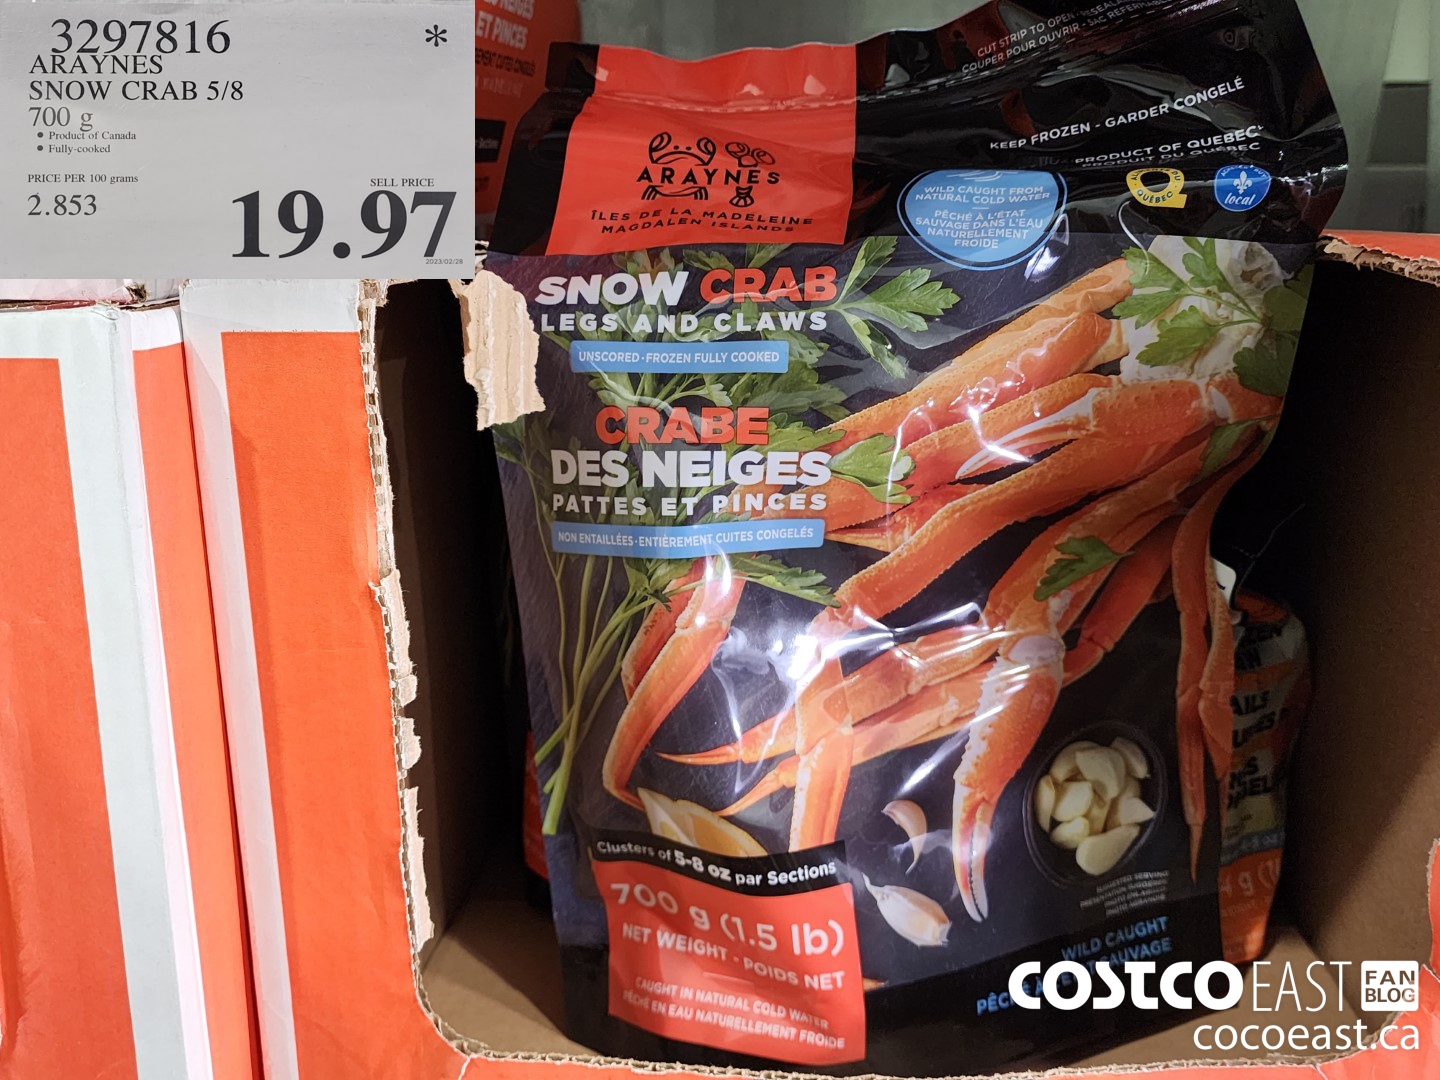 3297816
*
ARAYNES
SNOW CRAB 5/8
700 g
• Product of Canada
• Fully-cooked
PRICE PER 100 grams
2.853
SELL PRICE
19.97
2023/02/28
ET PINCES
CUT STRIP TO OPEN
COUPER POUR OUVRIR - SAC
KEEP FROZEN - GARDER CONGELÉ
PRODUCT OF QUEBEC
PRODUIT DU QUÉBEC
ARAYNES
ÎLES DE LA MADELEINE
MAGDALEN ISLANDS
WILD CAUGHT FROM
NATURAL COLD WATER
PÊCHÉ À L'ÉTAT
SAUVAGE DANS L'EAU
NATURELLEMENT
FROIDE
QUÉBEC
local
SNOW CRAB
LEGS AND CLAWS
UNSCORED-FROZEN FULLY COOKED
CRABE
DES NEIGES
PATTES ET PINCES
NON ENTAILLÉES-ENTIÈREMENT CUITES CONGELÉS
Clusters of 5-8 oz par Sections
700 g (1.5 lb)
NET WEIGHT - POIDS NET
CAUGHT IN NATURAL COLD WATER
PÊCHÉ EN EAU NATURELLEMENT FROIDE
SUGGESTED SERVING
WILD CAUGHT
SAUVAGE
COSTCO EAST FAN BLOG
cocoeast.ca